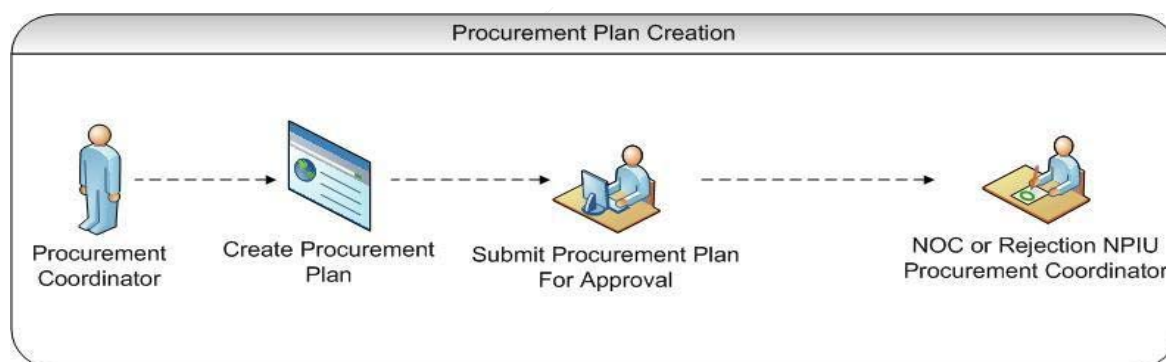 Procurement Plan Creation
Procurement
Coordinator
Create Procurement
Plan
Submit Procurement Plan
For Approval
NOC or Rejection NPIU
Procurement Coordinator